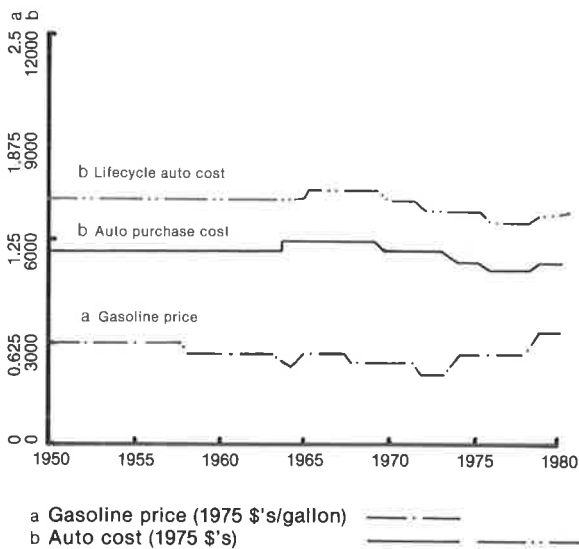 a b
2.5 12000
1.875 9000
b Lifecycle auto cost
1.25 6000
b Auto purchase cost
a Gasoline price
0.625 3000
0 0
1950 1955 1960 1965 1970 1975 1980
a Gasoline price (1975 $'s/gallon)
b Auto cost (1975 $'s)